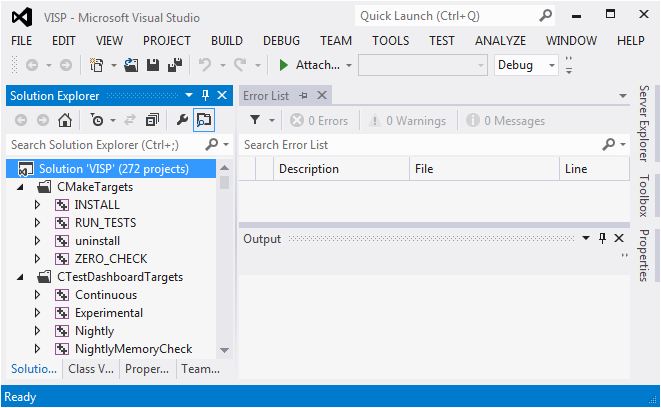 VISP - Microsoft Visual Studio
Quick Launch (Ctrl+Q)
FILE EDIT VIEW PROJECT BUILD DEBUG TEAM TOOLS TEST ANALYZE WINDOW HELP
Attach... Debug
Solution Explorer
Error List
0 Errors 0 Warnings 0 Messages
Search Solution Explorer (Ctrl+;)
Search Error List
Solution 'VISP' (272 projects)
Description File Line
CMakeTargets
INSTALL
RUN_TESTS
uninstall
ZERO_CHECK
CTestDashboardTargets
Continuous
Experimental
Nightly
NightlyMemoryCheck
Output
Server Explorer
Toolbox
Properties
Solutio... Class V... Proper... Team...
Ready